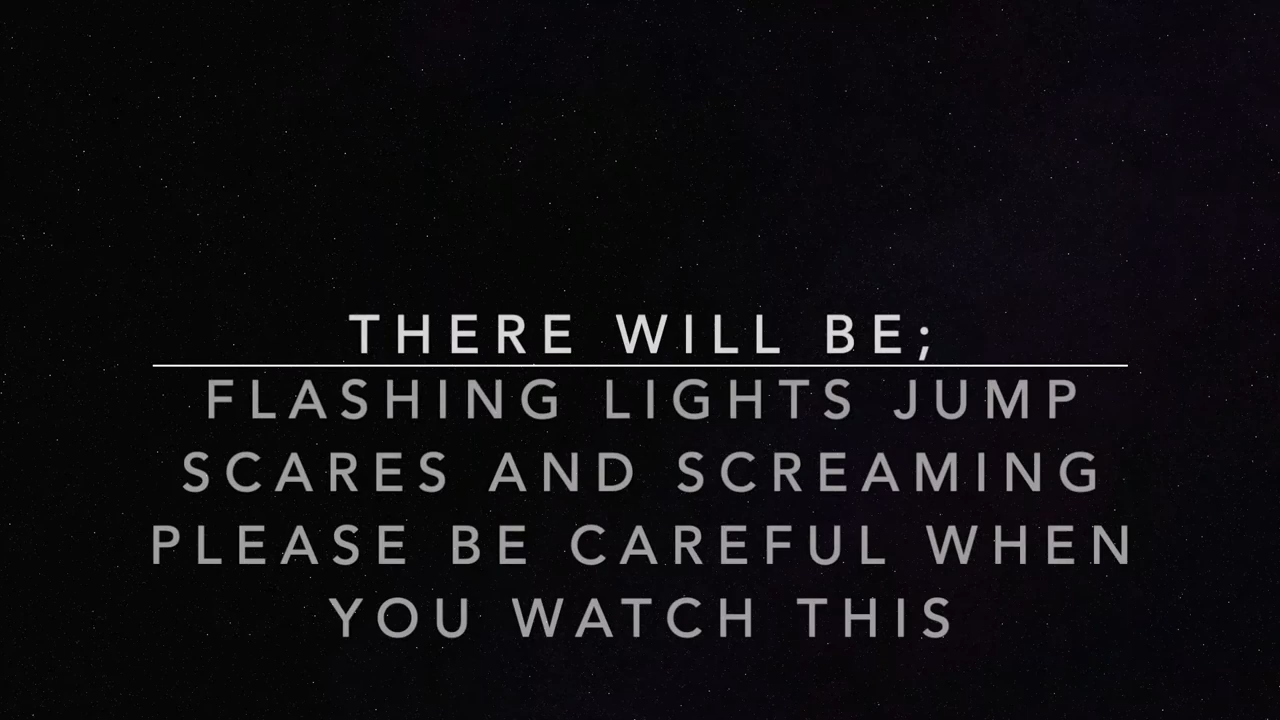 THERE WILL BE;
FLASHING LIGHTS JUMP
SCARES AND SCREAMING
PLEASE BE CAREFUL WHEN
YOU WATCH THIS